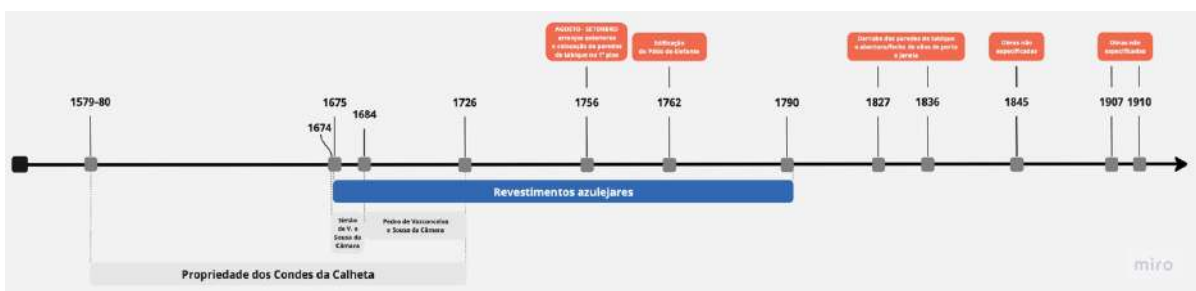 AGOSTO - SETEMBRO
arranjos exteriores
e colocação de paredes
de tabique no 1º piso
Edificação
do Pátio do Elefante
Derrube das paredes de tabique
e abertura/fecho de vãos de porta
e janela
Obras não
especificadas
Obras não
especificadas
1579-80
1675
1674
1684
1726
1756
1762
1790
1827
1836
1845
1907
1910
Revestimentos azulejares
Simão
de V. e
Sousa da
Câmara
Pedro de Vasconcelos
e Sousa da Câmara
Propriedade dos Condes da Calheta
miro